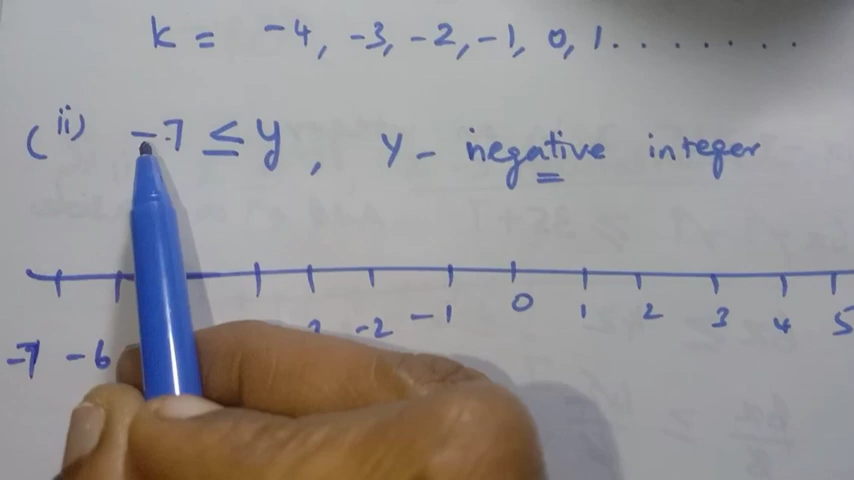 k = -4, -3, -2, -1, 0, 1........
(ii) -7 ≤ y, y - negative integer
-7 -6 -2 -1 0 1 2 3 4 5